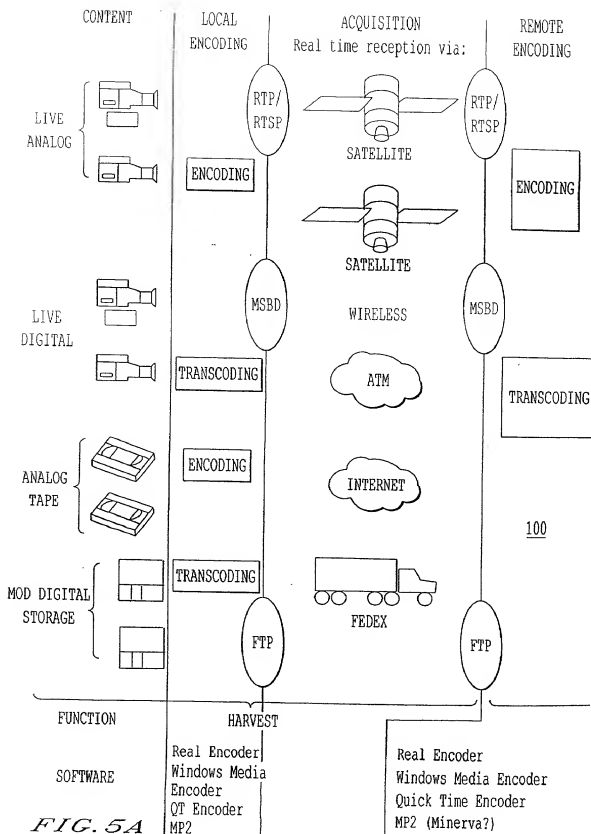 CONTENT
LOCAL
ENCODING
ACQUISITION
Real time reception via:
REMOTE
ENCODING
LIVE
ANALOG
RTP/
RTSP
SATELLITE
RTP/
RTSP
ENCODING
ENCODING
SATELLITE
LIVE
DIGITAL
MSBD
WIRELESS
MSBD
TRANSCODING
ATM
TRANSCODING
ANALOG
TAPE
ENCODING
INTERNET
100
MOD DIGITAL
STORAGE
TRANSCODING
FEDEX
FTP
FTP
FUNCTION
HARVEST
SOFTWARE
Real Encoder
Windows Media
Encoder
QT Encoder
MP2
Real Encoder
Windows Media Encoder
Quick Time Encoder
MP2 (Minerva?)
FIG. 5A